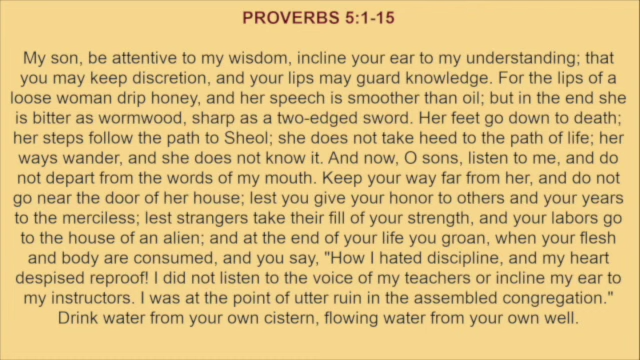 PROVERBS 5:1-15
My son, be attentive to my wisdom, incline your ear to my understanding; that
you may keep discretion, and your lips may guard knowledge. For the lips of a
loose woman drip honey, and her speech is smoother than oil; but in the end she
is bitter as wormwood, sharp as a two-edged sword. Her feet go down to death;
her steps follow the path to Sheol; she does not take heed to the path of life; her
ways wander, and she does not know it. And now, O sons, listen to me, and do
not depart from the words of my mouth. Keep your way far from her, and do not
go near the door of her house; lest you give your honor to others and your years
to the merciless; lest strangers take their fill of your strength, and your labors go
to the house of an alien; and at the end of your life you groan, when your flesh
and body are consumed, and you say, "How I hated discipline, and my heart
despised reproof! I did not listen to the voice of my teachers or incline my ear to
my instructors. I was at the point of utter ruin in the assembled congregation."
Drink water from your own cistern, flowing water from your own well.